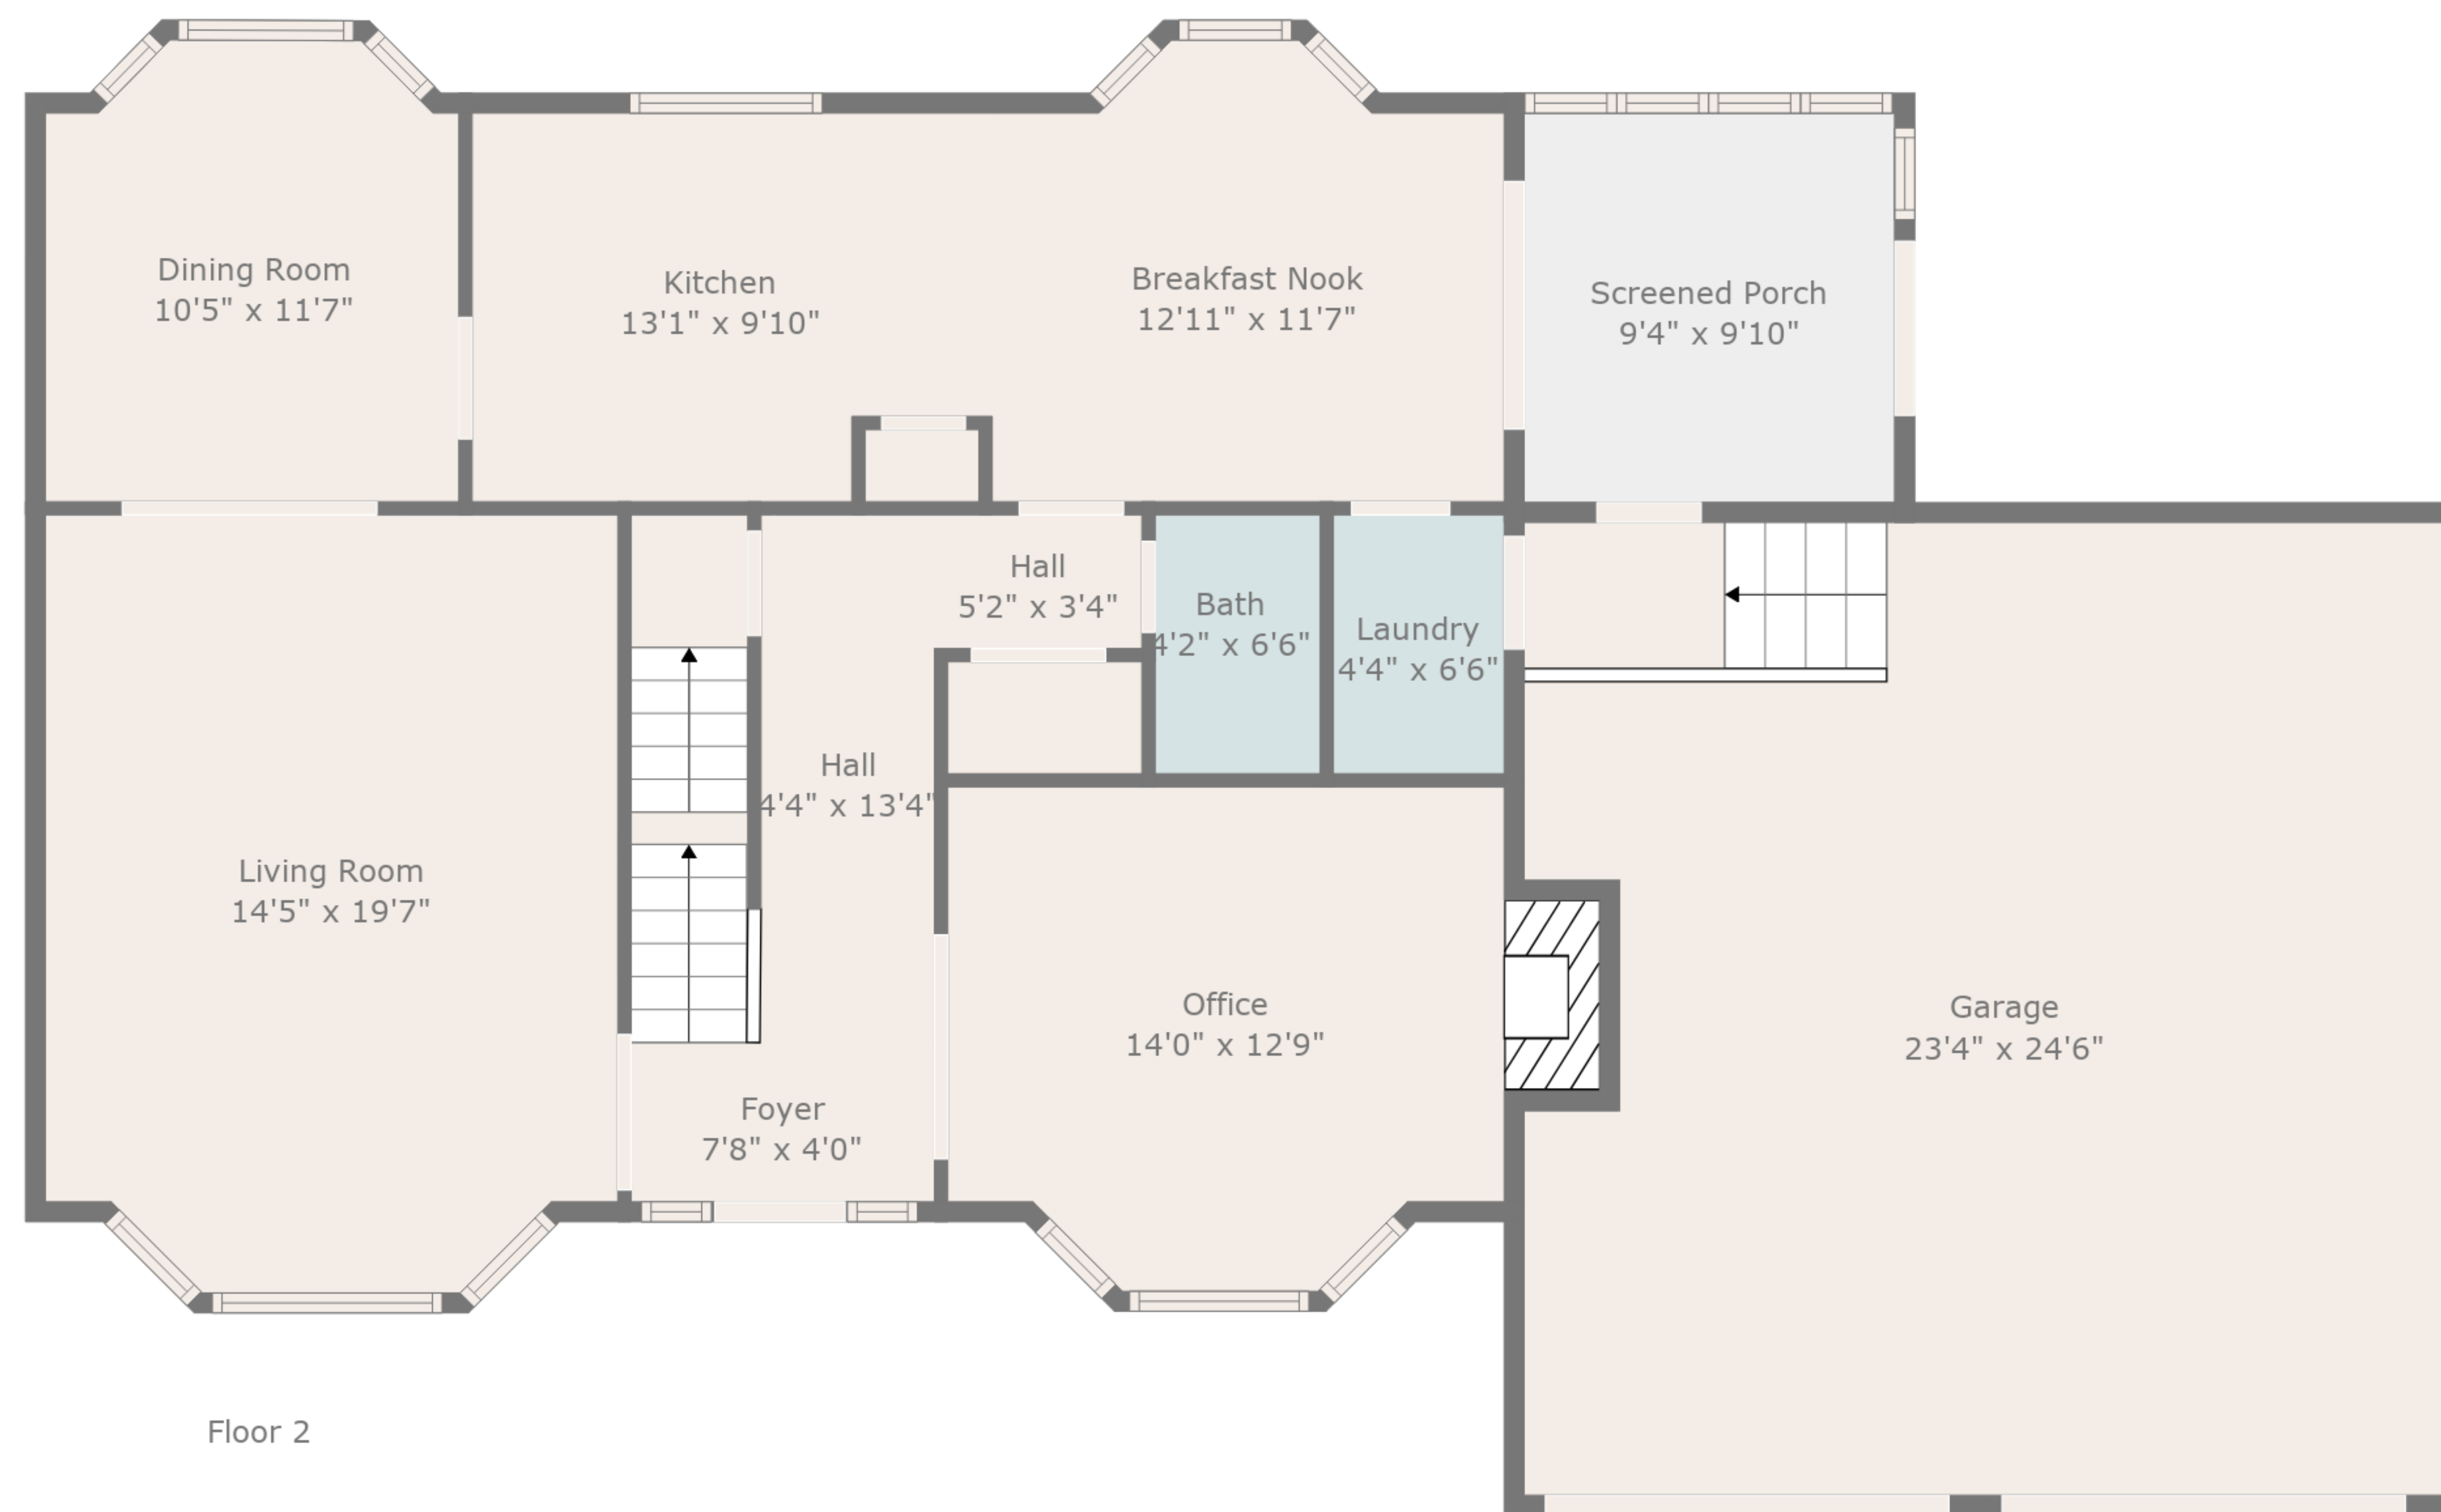 Dining Room
10'5" x 11'7"
Kitchen
13'1" x 9'10"
Breakfast Nook
12'11" x 11'7"
Screened Porch
9'4" x 9'10"
Hall
5'2" x 3'4"
Bath
4'2" x 6'6"
Laundry
4'4" x 6'6"
Hall
4'4" x 13'4"
Living Room
14'5" x 19'7"
Office
14'0" x 12'9"
Garage
23'4" x 24'6"
Foyer
7'8" x 4'0"
Floor 2